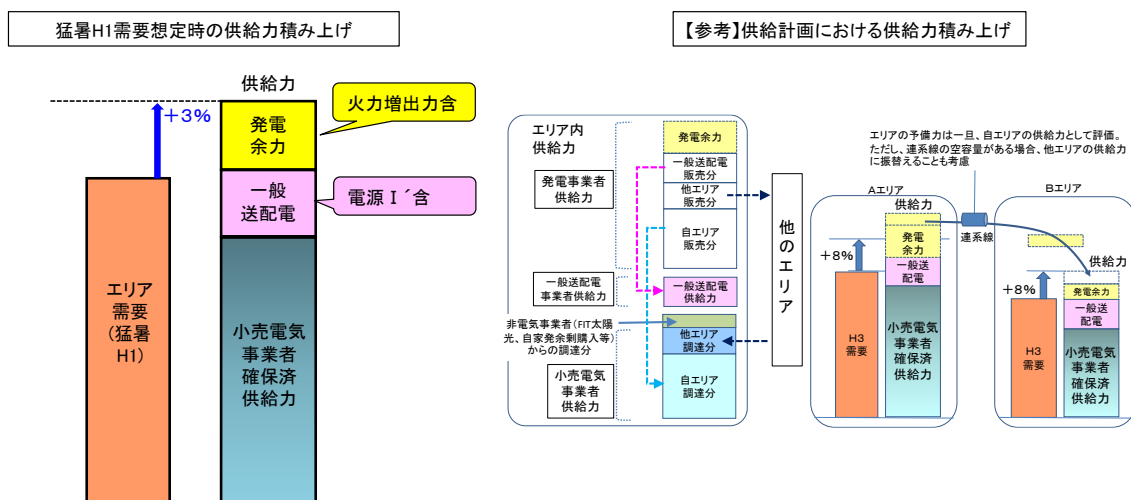 猛暑H1需要想定時の供給力積み上げ
供給力
+3%
発電
余力
火力増出力含
一般
送配電
電源Ⅰ´含
エリア
需要
(猛暑
H1)
小売電気
事業者
確保済
供給力
【参考】供給計画における供給力積み上げ
エリア内
供給力
発電事業者
供給力
発電余力
一般送配電
販売分
他エリア
販売分
自エリア
販売分
一般送配電
事業者供給力
一般送配電
供給力
非電気事業者(FIT太陽
光、自家発余剰購入等)
からの調達分
他エリア
調達分
小売電気
事業者
供給力
自エリア
調達分
他のエリア
エリアの予備力は一旦、自エリアの供給力として評価。
ただし、連系線の空容量がある場合、他エリアの供給力
に振替えることも考慮
Aエリア
供給力
+8%
発電
余力
一般送
配電
H3
需要
小売電気
事業者
確保済
供給力
連系線
Bエリア
供給力
+8%
発電余力
一般送
配電
H3
需要
小売電気
事業者
確保済
供給力